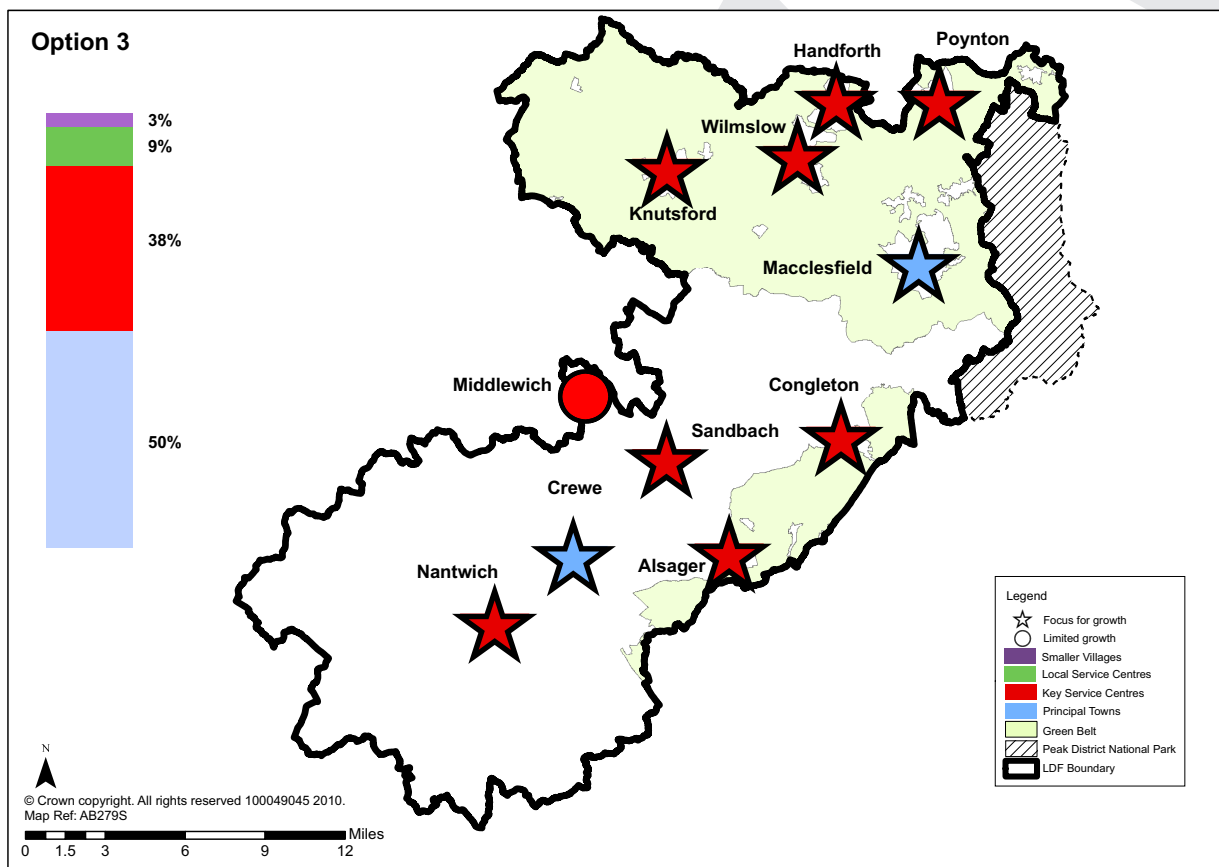 Option 3
3%
9%
38%
50%
Handforth
Poynton
Wilmslow
Knutsford
Macclesfield
Middlewich
Congleton
Sandbach
Crewe
Alsager
Nantwich
Legend
Focus for growth
Limited growth
Smaller Villages
Local Service Centres
Key Service Centres
Principal Towns
Green Belt
Peak District National Park
LDF Boundary
N
© Crown copyright. All rights reserved 100049045 2010.
Map Ref: AB279S
Miles
0 1.5 3 6 9 12